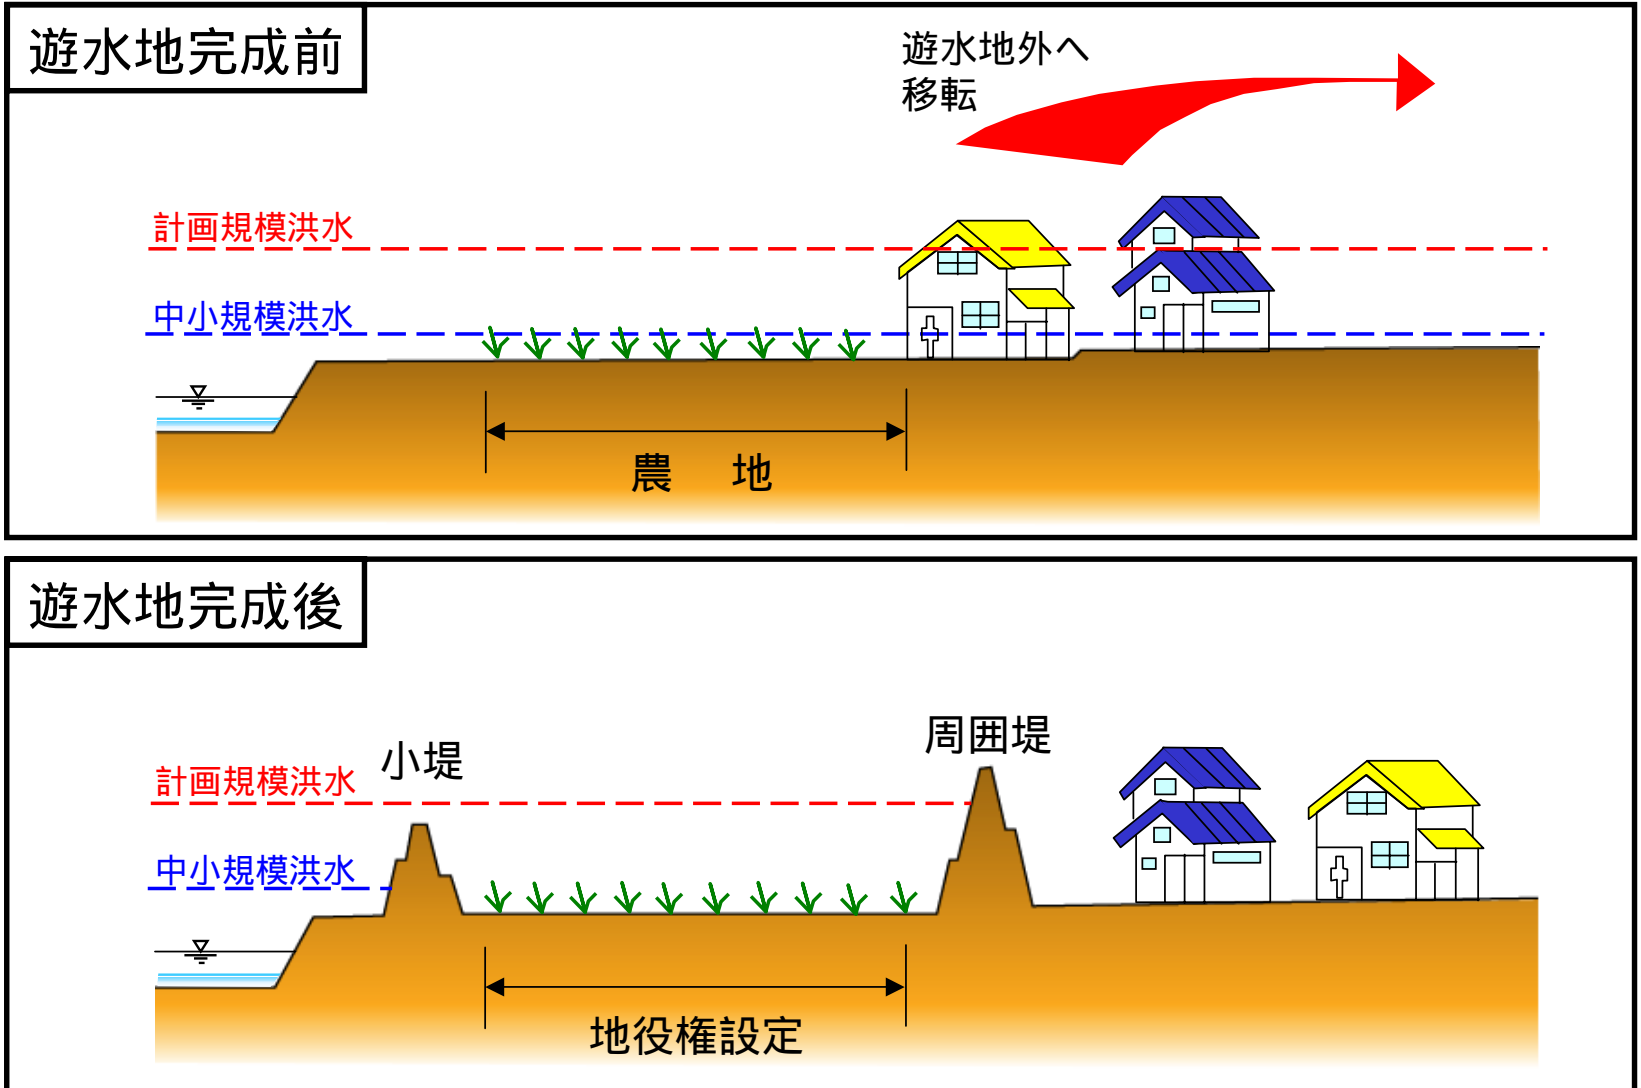 遊水地完成前
遊水地外へ
移転
計画規模洪水
中小規模洪水
農 地
遊水地完成後
小堤
周囲堤
計画規模洪水
中小規模洪水
地役権設定